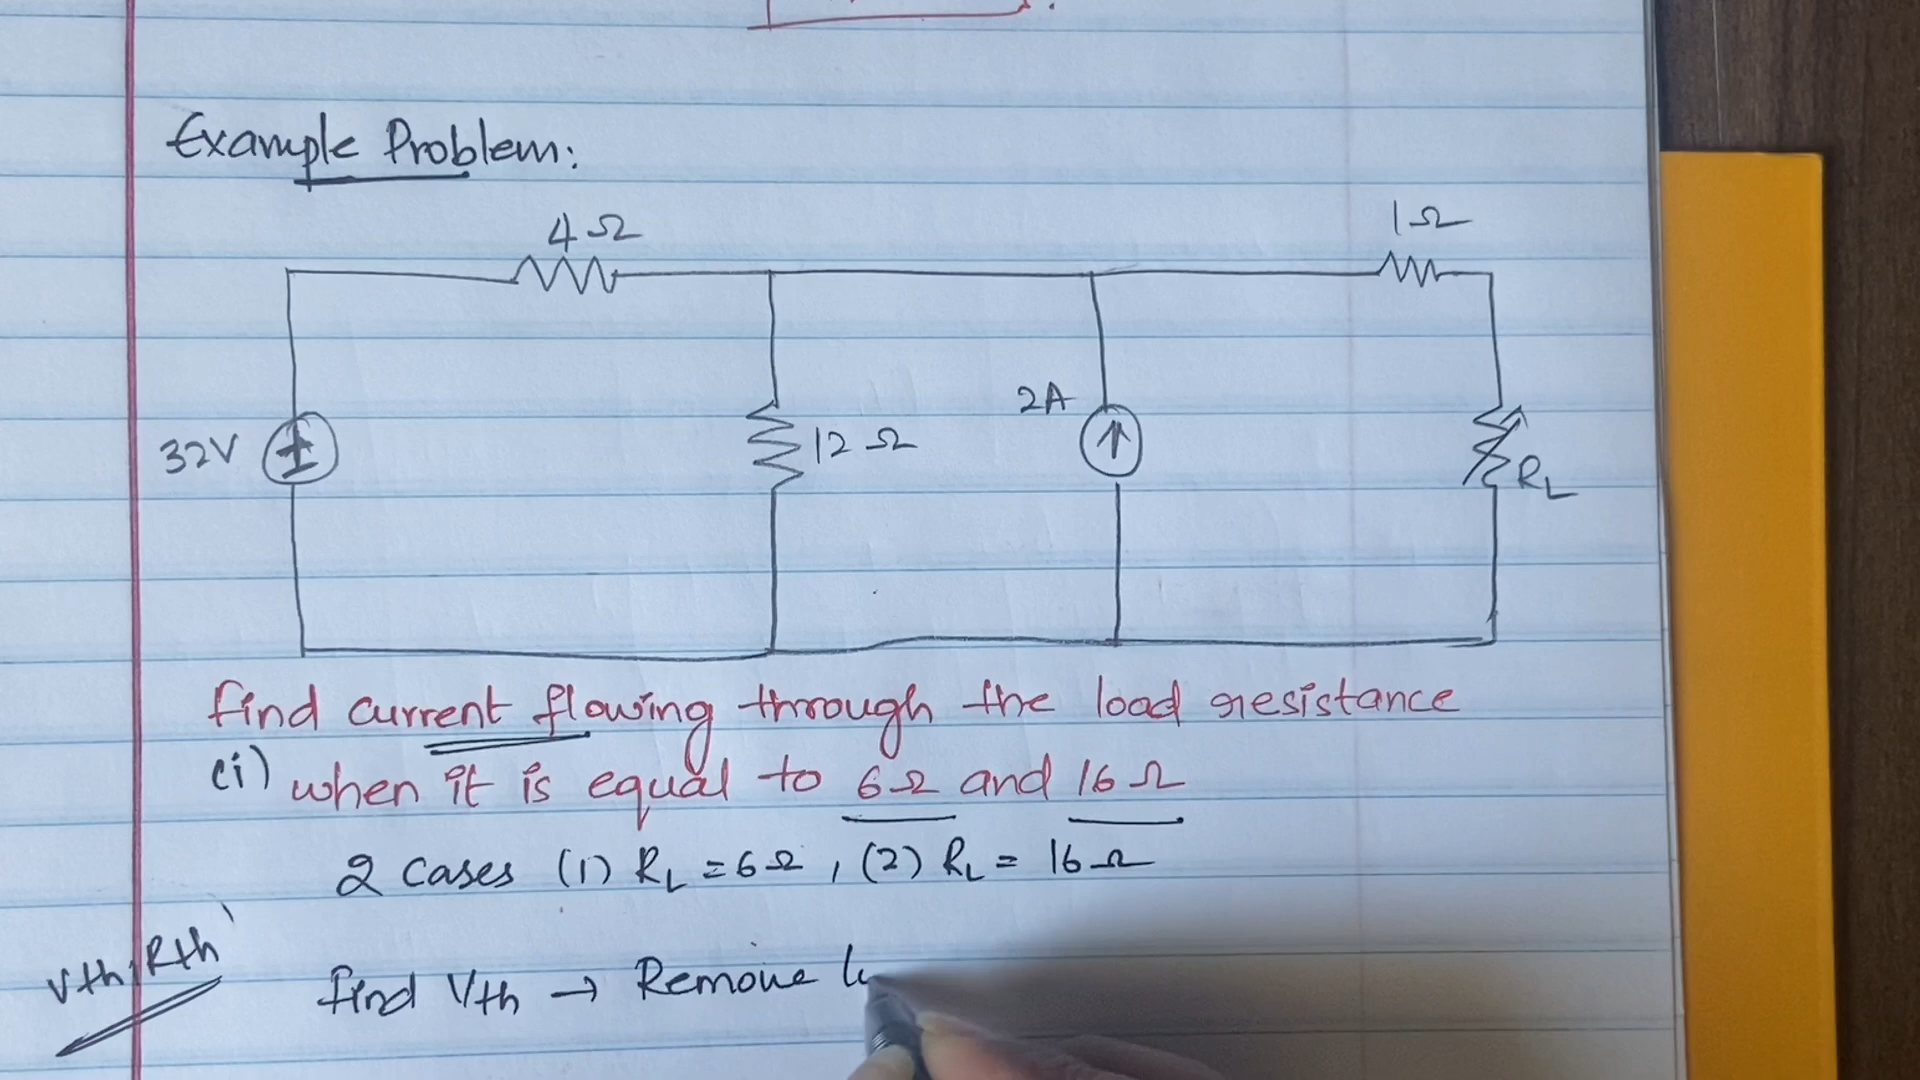 Example Problem:
4Ω
1Ω
2A
32V
12Ω
RL
find current flowing through the load resistance
(i) when it is equal to 6Ω and 16Ω
2 cases (1) RL = 6Ω, (2) RL = 16Ω
Vth, Rth
find Vth → Remove